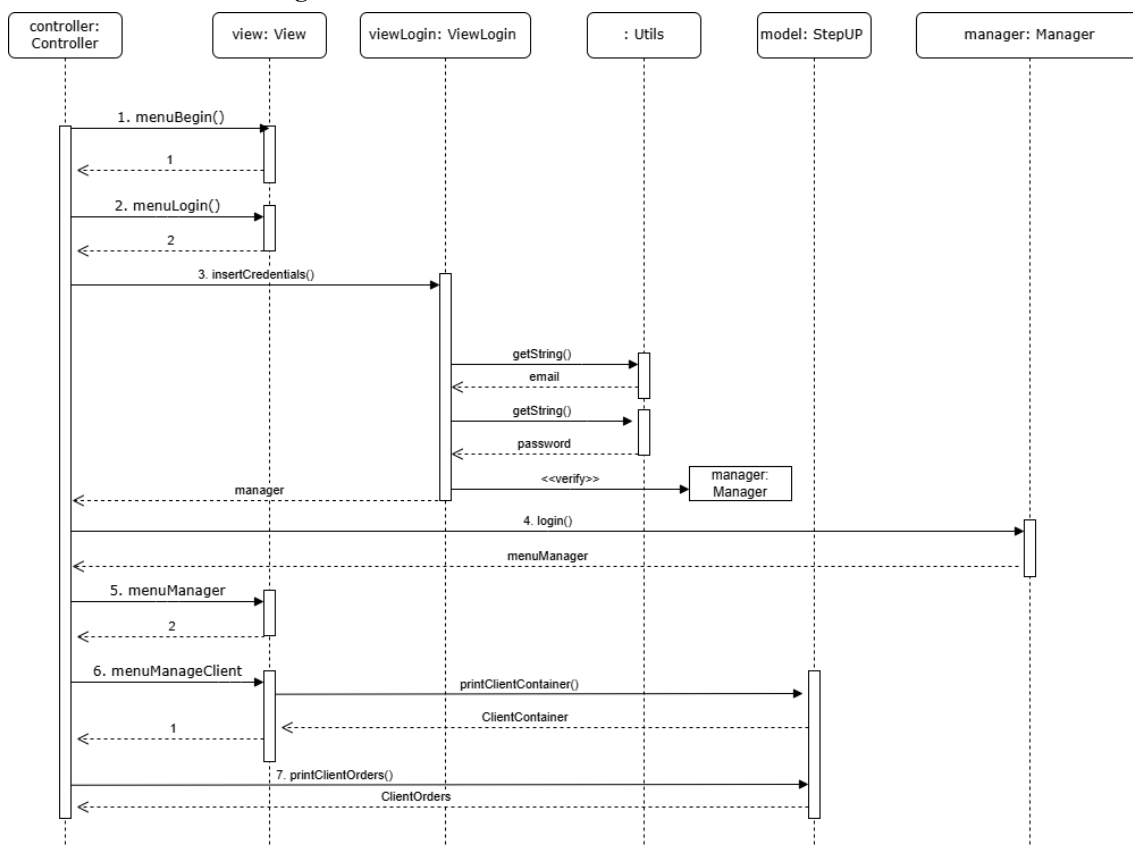 controller:
Controller
view: View
viewLogin: ViewLogin
: Utils
model: StepUP
manager: Manager
1. menuBegin()
1
2. menuLogin()
2
3. insertCredentials()
getString()
email
getString()
password
<<verify>>
manager:
Manager
manager
4. login()
menuManager
5. menuManager
2
6. menuManageClient
printClientContainer()
ClientContainer
1
7. printClientOrders()
ClientOrders